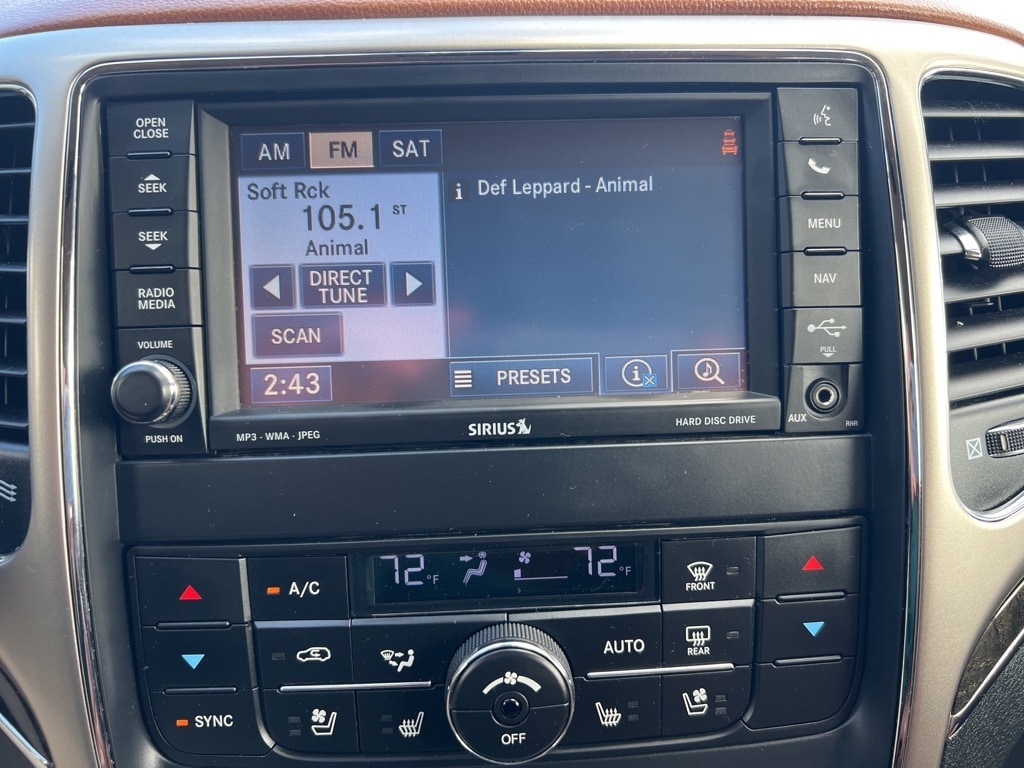 OPEN
CLOSE
SEEK
SEEK
RADIO
MEDIA
VOLUME
PUSH ON
AM FM SAT
Soft Rck
105.1 ST
Animal
DIRECT
TUNE
SCAN
2:43
i Def Leppard - Animal
PRESETS
i
MP3 · WMA · JPEG
SIRIUS
HARD DISC DRIVE
MENU
NAV
PULL
AUX
RHR
A/C
72°F
72°F
FRONT
AUTO
REAR
SYNC
OFF